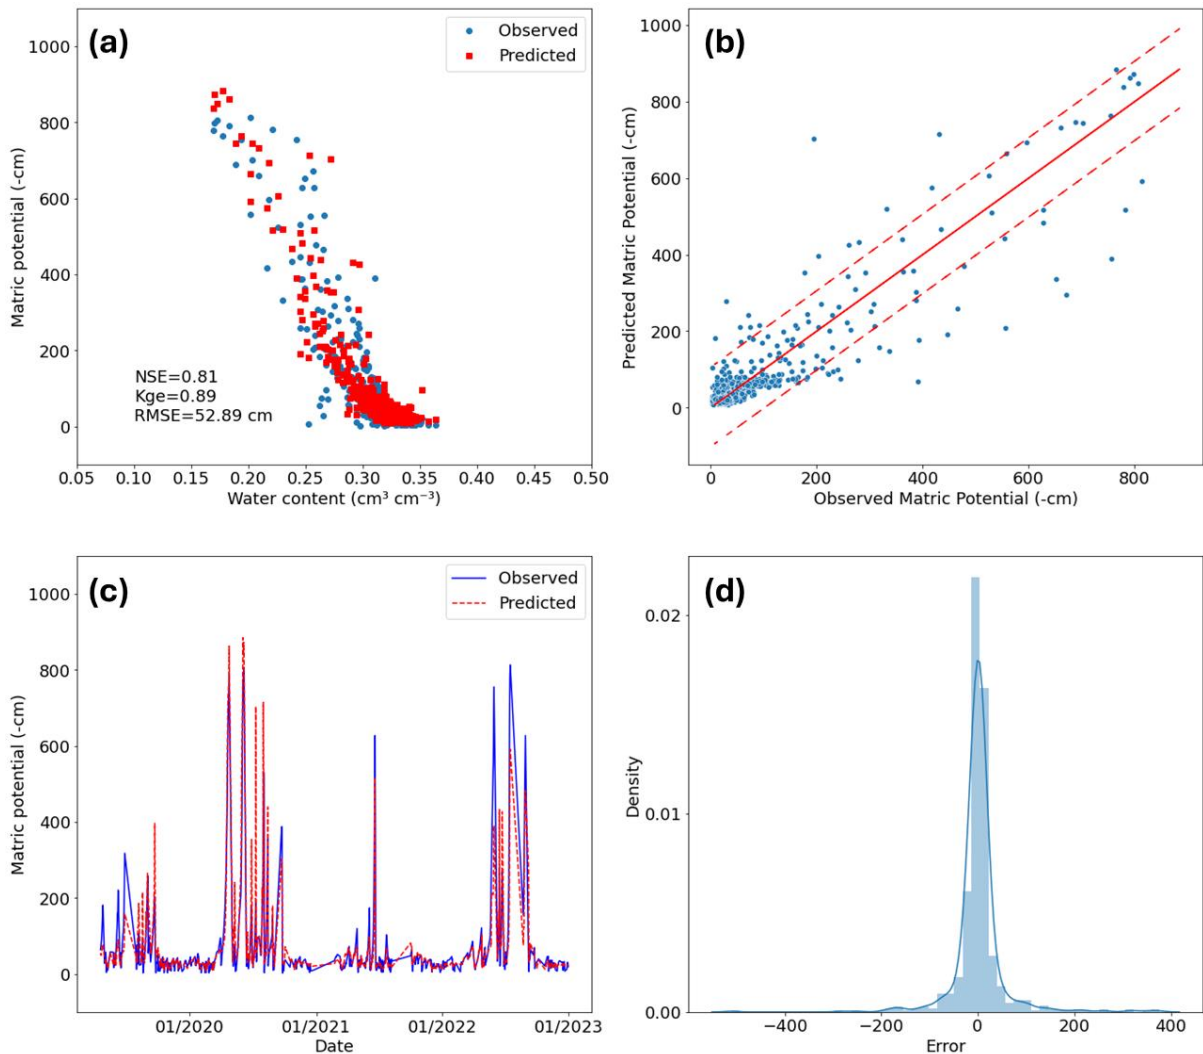 (a)
Observed
Predicted
1000
800
600
400
200
0
Matric potential (-cm)
NSE=0.81
Kge=0.89
RMSE=52.89 cm
0.05 0.10 0.15 0.20 0.25 0.30 0.35 0.40 0.45 0.50
Water content (cm³ cm⁻³)
(b)
1000
800
600
400
200
0
Predicted Matric Potential (-cm)
0 200 400 600 800
Observed Matric Potential (-cm)
(c)
Observed
Predicted
1000
800
600
400
200
0
Matric potential (-cm)
01/2020 01/2021 01/2022 01/2023
Date
(d)
0.02
0.01
0.00
Density
−400 −200 0 200 400
Error